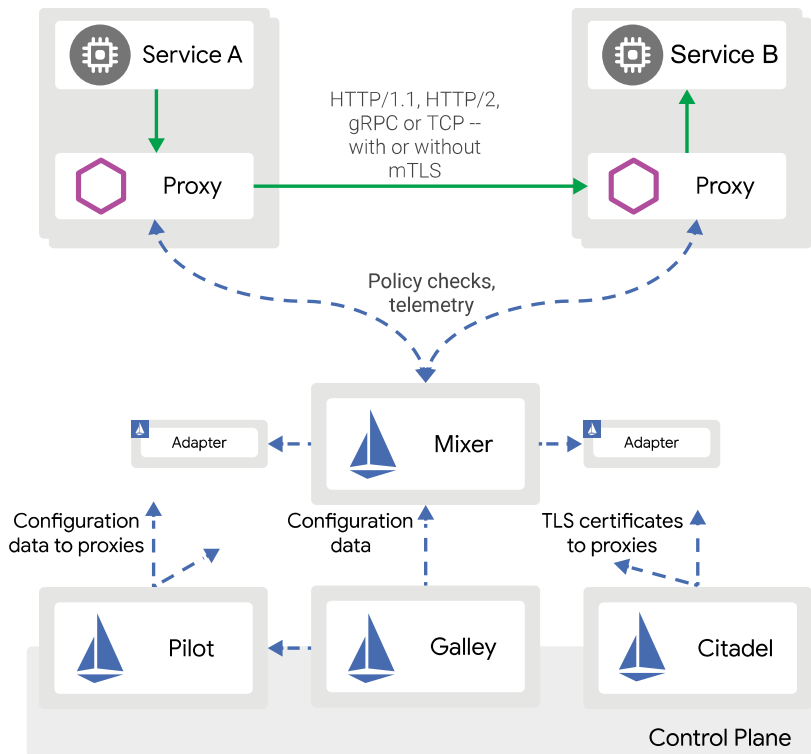 Service A
Service B
HTTP/1.1, HTTP/2,
gRPC or TCP --
with or without
mTLS
Proxy
Proxy
Policy checks,
telemetry
Mixer
Adapter
Adapter
Configuration
data to proxies
Configuration
data
TLS certificates
to proxies
Pilot
Galley
Citadel
Control Plane